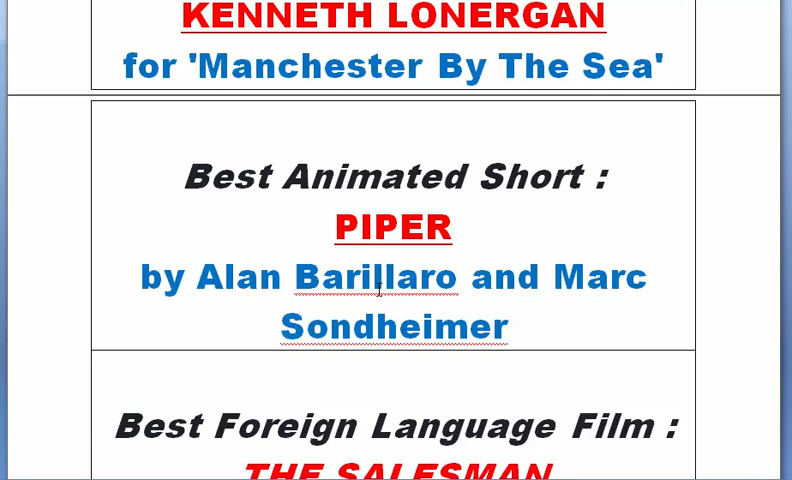 KENNETH LONERGAN
for 'Manchester By The Sea'
Best Animated Short :
PIPER
by Alan Barillaro and Marc
Sondheimer
Best Foreign Language Film :
THE SALESMAN